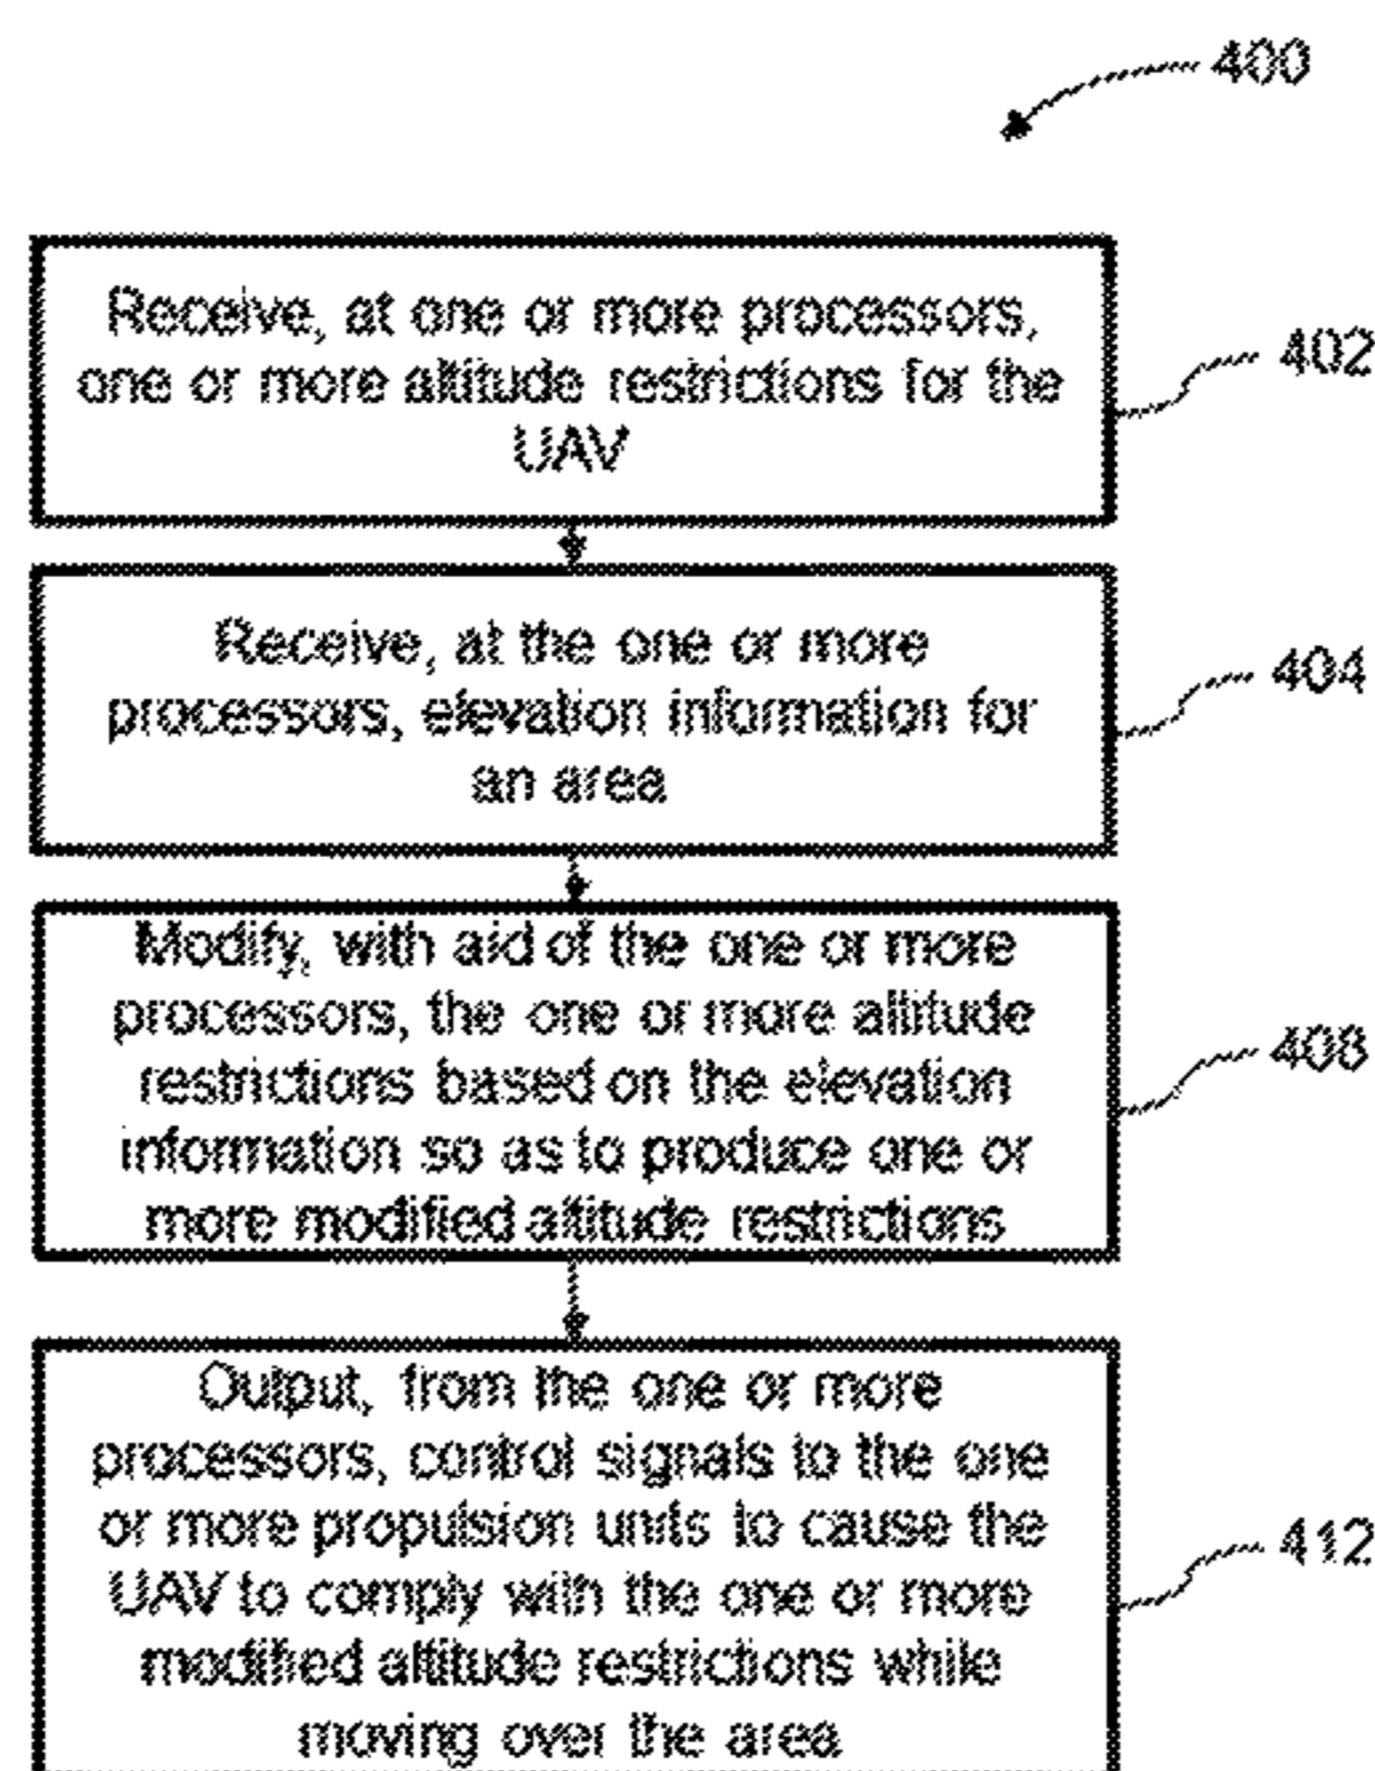 400
Receive, at one or more processors,
one or more altitude restrictions for the
UAV
402
Receive, at the one or more
processors, elevation information for
an area
404
Modify, with aid of the one or more
processors, the one or more altitude
restrictions based on the elevation
information so as to produce one or
more modified altitude restrictions
408
Output, from the one or more
processors, control signals to the one
or more propulsion units to cause the
UAV to comply with the one or more
modified altitude restrictions while
moving over the area
412